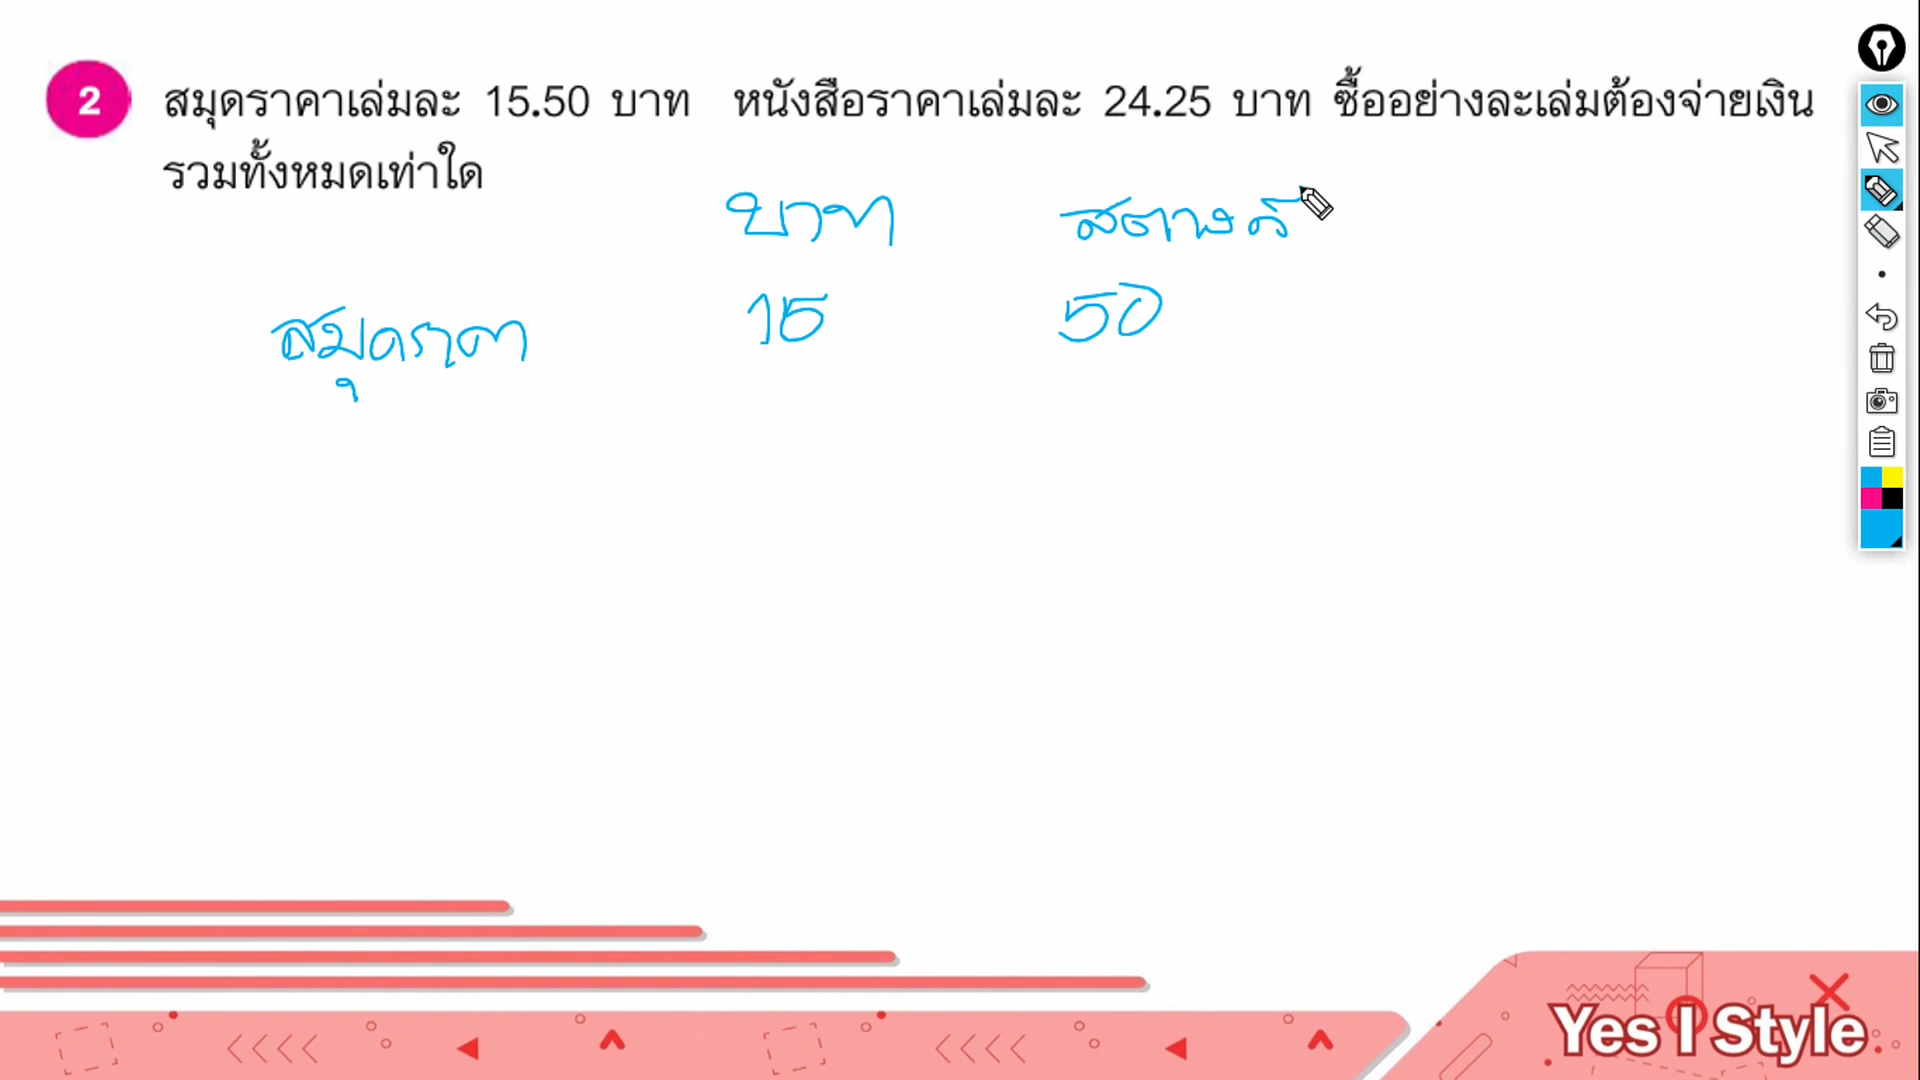 2 สมุดราคาเล่มละ 15.50 บาท หนังสือราคาเล่มละ 24.25 บาท ซื้ออย่างละเล่มต้องจ่ายเงิน
รวมทั้งหมดเท่าใด
บาท สตางค์
สมุดราคา 15 50
Yes I Style